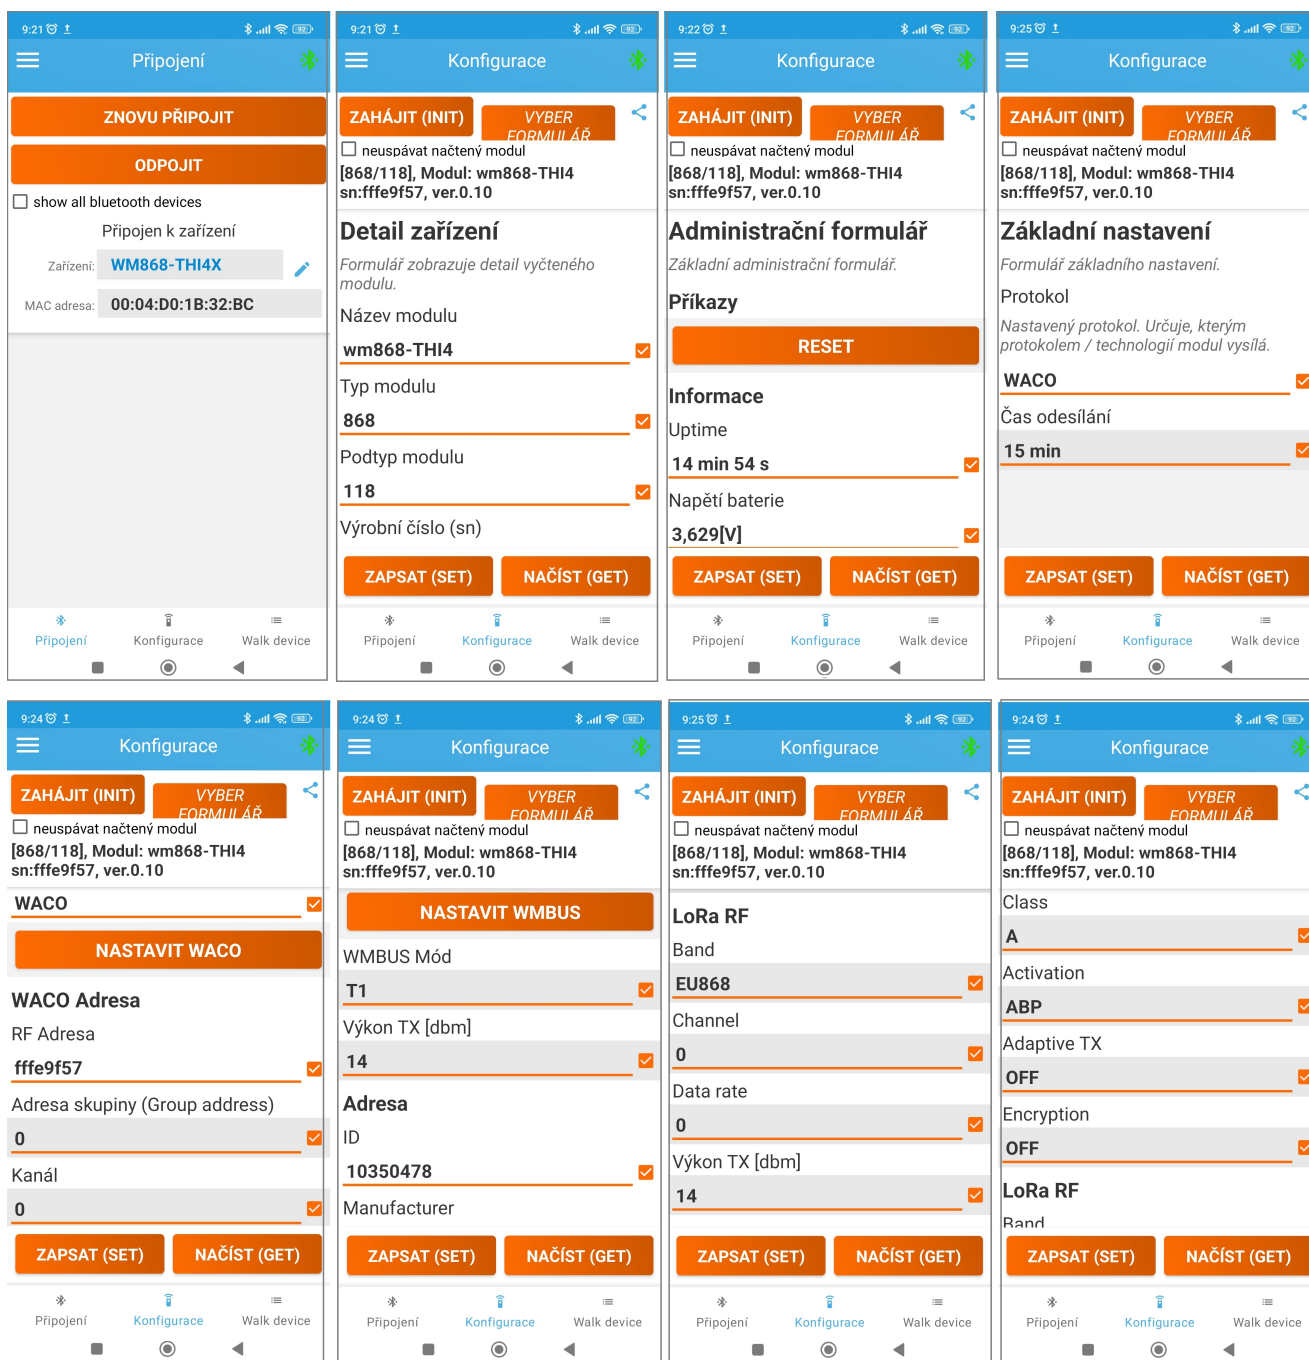 9:21
92
Připojení
ZNOVU PŘIPOJIT
ODPOJIT
show all bluetooth devices
Připojen k zařízení
Zařízení: WM868-THI4X
MAC adresa: 00:04:D0:1B:32:BC
Připojení Konfigurace Walk device
9:21
92
Konfigurace
ZAHÁJIT (INIT)
VYBER
FORMULÁŘ
neuspávat načtený modul
[868/118], Modul: wm868-THI4
sn:fffe9f57, ver.0.10
Detail zařízení
Formulář zobrazuje detail vyčteného
modulu.
Název modulu
wm868-THI4
Typ modulu
868
Podtyp modulu
118
Výrobní číslo (sn)
ZAPSAT (SET) NAČÍST (GET)
Připojení Konfigurace Walk device
9:22
92
Konfigurace
ZAHÁJIT (INIT)
VYBER
FORMULÁŘ
neuspávat načtený modul
[868/118], Modul: wm868-THI4
sn:fffe9f57, ver.0.10
Administrační formulář
Základní administrační formulář.
Příkazy
RESET
Informace
Uptime
14 min 54 s
Napětí baterie
3,629[V]
ZAPSAT (SET) NAČÍST (GET)
Připojení Konfigurace Walk device
9:25
92
Konfigurace
ZAHÁJIT (INIT)
VYBER
FORMULÁŘ
neuspávat načtený modul
[868/118], Modul: wm868-THI4
sn:fffe9f57, ver.0.10
Základní nastavení
Formulář základního nastavení.
Protokol
Nastavený protokol. Určuje, kterým
protokolem / technologií modul vysílá.
WACO
Čas odesílání
15 min
ZAPSAT (SET) NAČÍST (GET)
Připojení Konfigurace Walk device
9:24
92
Konfigurace
ZAHÁJIT (INIT)
VYBER
FORMULÁŘ
neuspávat načtený modul
[868/118], Modul: wm868-THI4
sn:fffe9f57, ver.0.10
WACO
NASTAVIT WACO
WACO Adresa
RF Adresa
fffe9f57
Adresa skupiny (Group address)
0
Kanál
0
ZAPSAT (SET) NAČÍST (GET)
Připojení Konfigurace Walk device
9:24
92
Konfigurace
ZAHÁJIT (INIT)
VYBER
FORMULÁŘ
neuspávat načtený modul
[868/118], Modul: wm868-THI4
sn:fffe9f57, ver.0.10
NASTAVIT WMBUS
WMBUS Mód
T1
Výkon TX [dbm]
14
Adresa
ID
10350478
Manufacturer
ZAPSAT (SET) NAČÍST (GET)
Připojení Konfigurace Walk device
9:25
92
Konfigurace
ZAHÁJIT (INIT)
VYBER
FORMULÁŘ
neuspávat načtený modul
[868/118], Modul: wm868-THI4
sn:fffe9f57, ver.0.10
LoRa RF
Band
EU868
Channel
0
Data rate
0
Výkon TX [dbm]
14
ZAPSAT (SET) NAČÍST (GET)
Připojení Konfigurace Walk device
9:24
92
Konfigurace
ZAHÁJIT (INIT)
VYBER
FORMULÁŘ
neuspávat načtený modul
[868/118], Modul: wm868-THI4
sn:fffe9f57, ver.0.10
Class
A
Activation
ABP
Adaptive TX
OFF
Encryption
OFF
LoRa RF
Band
ZAPSAT (SET) NAČÍST (GET)
Připojení Konfigurace Walk device